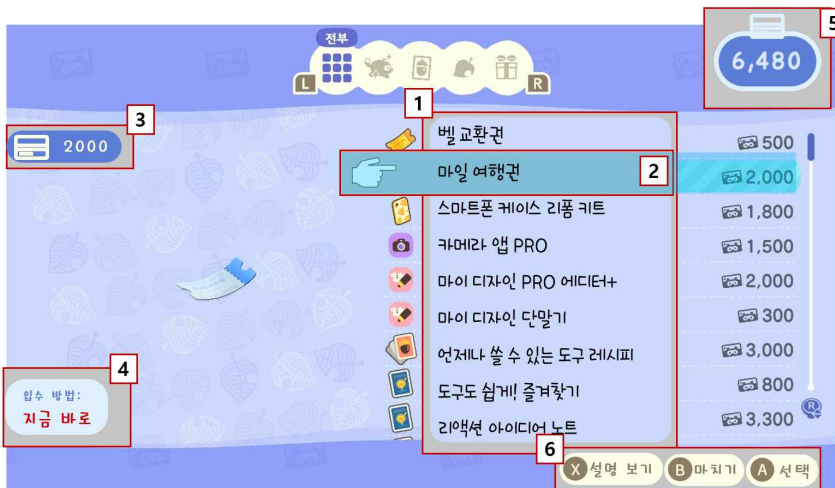 전부
L R
6,480
5
1
3
2000
벨 교환권 500
마일 여행권 2 2,000
스마트폰 케이스 리폼 키트 1,800
카메라 앱 PRO 1,500
마이 디자인 PRO 에디터+ 2,000
마이 디자인 단말기 300
언제나 쓸 수 있는 도구 레시피 3,000
도구도 쉽게! 즐겨찾기 800
리액션 아이디어 노트 3,300
R
4
입수 방법:
지금 바로
6
X 설명 보기 B 마치기 A 선택